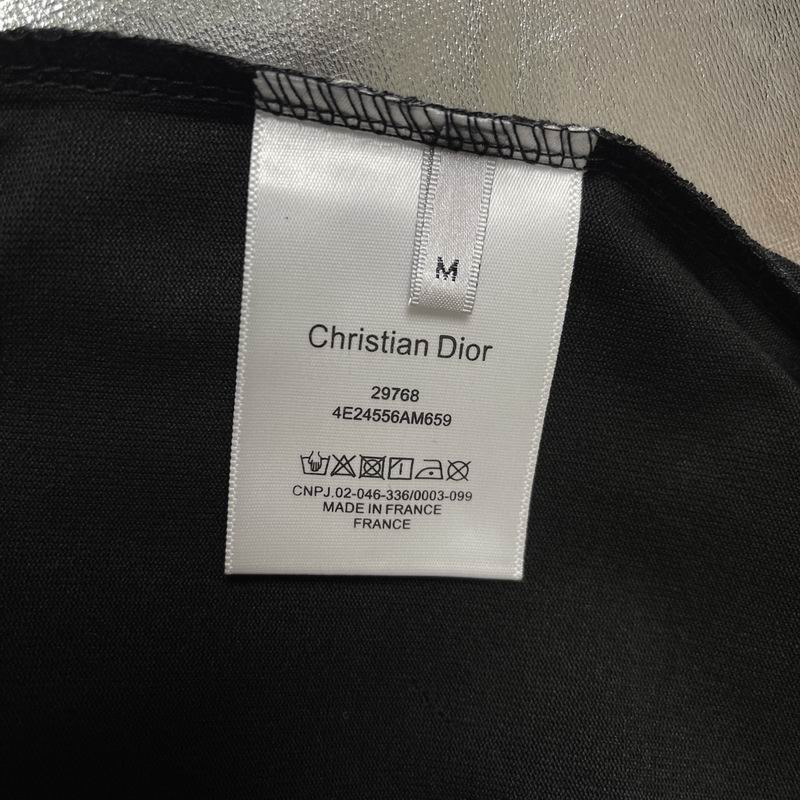 M
Christian Dior
29768
4E24556AM659
CNPJ.02-046-336/0003-099
MADE IN FRANCE
FRANCE